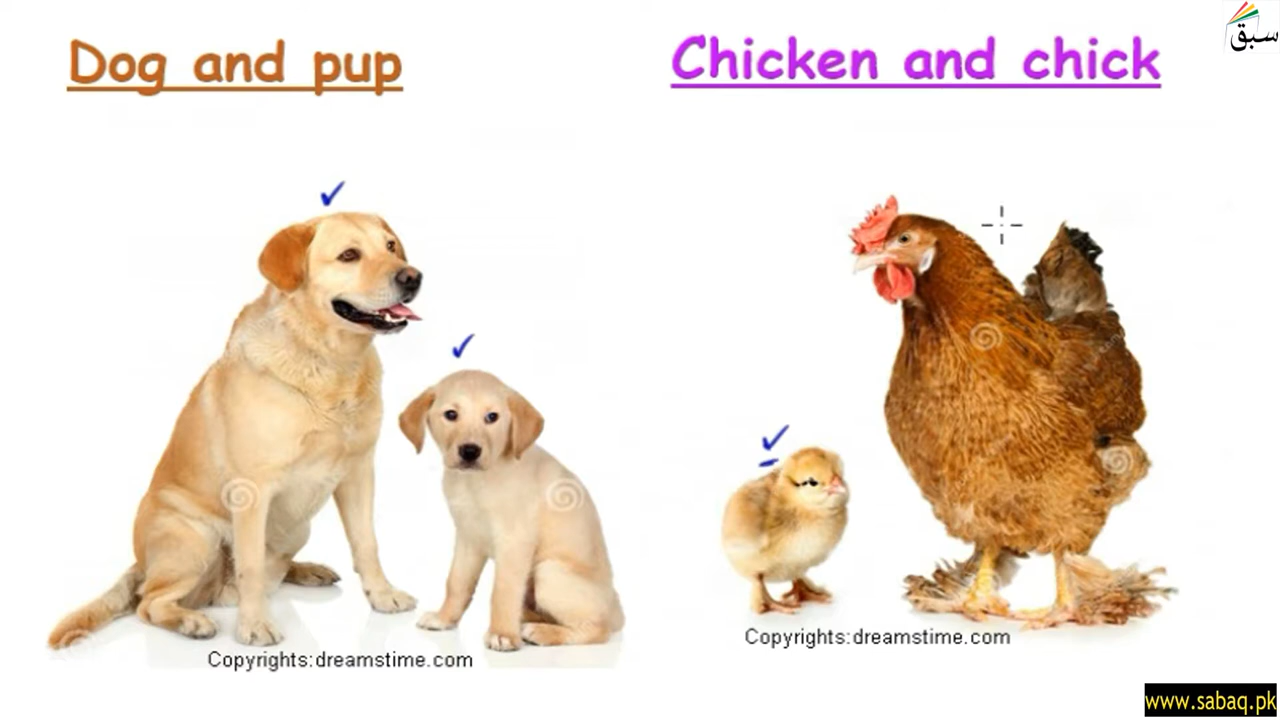 Dog and pup
Chicken and chick
سبق
Copyrights:dreamstime.com
Copyrights:dreamstime.com
www.sabaq.pk